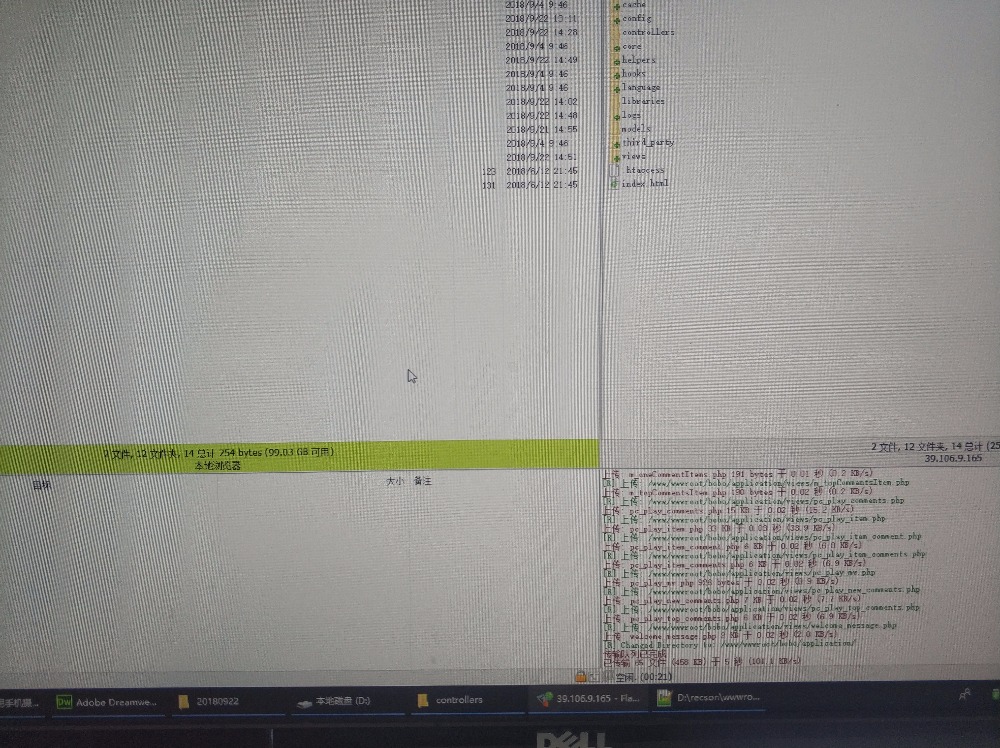 2018/9/4 9:46 cache
2018/9/22 13:11 config
2018/9/22 14:28 controllers
2018/9/4 9:46 core
2018/9/22 14:49 helpers
2018/9/4 9:46 hooks
2018/9/4 9:46 language
2018/9/22 14:02 libraries
2018/9/22 14:48 logs
2018/9/21 14:55 models
2018/9/4 9:46 third_party
2018/9/22 14:51 views
123 2018/6/12 21:45 .htaccess
131 2018/6/12 21:45 index.html
2 文件, 12 文件夹, 14 总计 254 bytes (99.03 GB 可用)
本地浏览器
2 文件, 12 文件夹, 14 总计 (25
39.106.9.165
目标 大小 备注
上传 m_oneCommentItems.php 191 bytes 于 0.01 秒 (0.2 KB/s)
[R] 上传 /www/wwwroot/bobo/application/views/m_topCommentsItem.php
上传 m_topCommentsItem.php 190 bytes 于 0.02 秒 (0.2 KB/s)
[R] 上传 /www/wwwroot/bobo/application/views/pc_play_comments.php
上传 pc_play_comments.php 15 KB 于 0.02 秒 (15.2 KB/s)
[R] 上传 /www/wwwroot/bobo/application/views/pc_play_item.php
上传 pc_play_item.php 33 KB 于 0.03 秒 (33.9 KB/s)
[R] 上传 /www/wwwroot/bobo/application/views/pc_play_item_comment.php
上传 pc_play_item_comment.php 6 KB 于 0.02 秒 (6.0 KB/s)
[R] 上传 /www/wwwroot/bobo/application/views/pc_play_item_comments.php
上传 pc_play_item_comments.php 6 KB 于 0.02 秒 (6.9 KB/s)
[R] 上传 /www/wwwroot/bobo/application/views/pc_play_mv.php
上传 pc_play_mv.php 926 bytes 于 0.02 秒 (0.9 KB/s)
[R] 上传 /www/wwwroot/bobo/application/views/pc_play_new_comments.php
上传 pc_play_new_comments.php 7 KB 于 0.02 秒 (7.1 KB/s)
[R] 上传 /www/wwwroot/bobo/application/views/pc_play_top_comments.php
上传 pc_play_top_comments.php 6 KB 于 0.02 秒 (6.9 KB/s)
[R] 上传 /www/wwwroot/bobo/application/views/welcome_message.php
上传 welcome_message.php 2 KB 于 0.02 秒 (2.0 KB/s)
[R] Changed Directory to: /www/wwwroot/bobo/application/
传输队列已完成
已传输 85 文件 (458 KB) 于 5 秒 (101.1 KB/s)
空闲. (00:21)
Adobe Dreamwe...
20180922
本地磁盘 (D:)
controllers
39.106.9.165 - Fla...
D:\recson\wwwro...
DELL